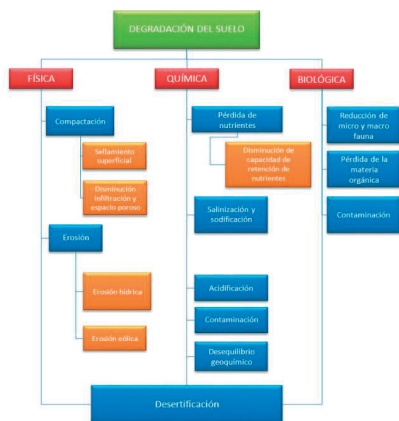 DEGRADACIÓN DEL SUELO
FÍSICA
QUÍMICA
BIOLÓGICA
Compactación
Sellamiento
superficial
Disminución
infiltración y
espacio poroso
Erosión
Erosión hídrica
Erosión eólica
Pérdida de
nutrientes
Disminución de
capacidad de
retención de
nutrientes
Salinización y
sodificación
Acidificación
Contaminación
Desequilibrio
geoquímico
Reducción de
micro y macro
fauna
Pérdida de la
materia
orgánica
Contaminación
Desertificación